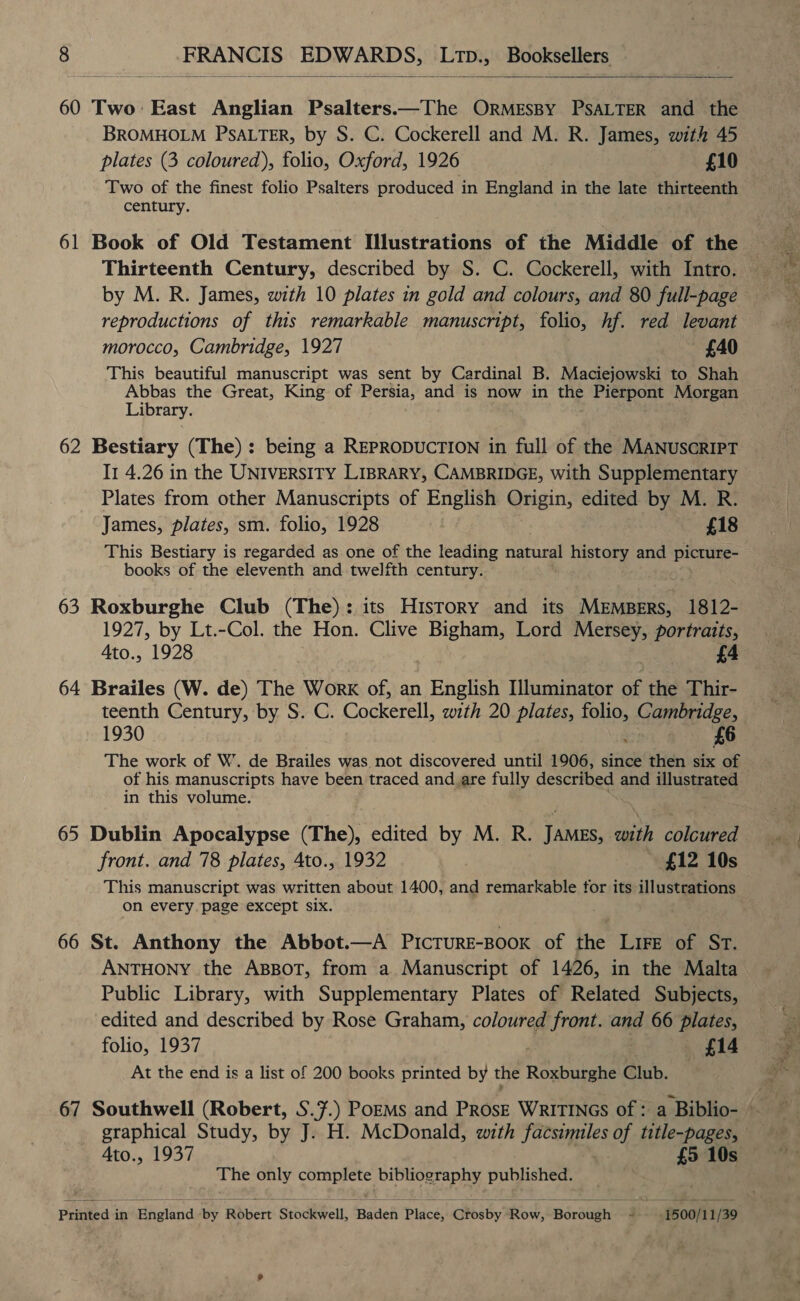 8 FRANCIS EDWARDS, LTD., Booksellers
60 Two East Anglian Psalters.—The ORMESBY PSALTER and the
BROMHOLM PSALTER, by S. C. Cockerell and M. R. James, with 45
plates (3 coloured), folio, Oxford, 1926 £10
Two of the finest folio Psalters produced in England in the late thirteenth
century.
61 Book of Old Testament Illustrations of the Middle of the
Thirteenth Century, described by S. C. Cockerell, with Intro.
by M. R. James, with 10 plates in gold and colours, and 80 full-page
reproductions of this remarkable manuscript, folio, hf. red levant
morocco, Cambridge, 1927 £40
This beautiful manuscript was sent by Cardinal B. Maciejowski to Shah
Abbas the Great, King of Persia, and is now in the Pierpont Morgan
Library.
62 Bestiary (The) : being a REPRODUCTION in full of the MANUSCRIPT
II 4.26 in the UNIVERSITY LIBRARY, CAMBRIDGE, with Supplementary
Plates from other Manuscripts of English Origin, edited by M. R.
James, plates, sm. folio, 1928 £18
This Bestiary is regarded as one of the leading natural history and picture-
books of the eleventh and twelfth century.
63 Roxburghe Club (The) : its HISTORY and its MEMBERS, 1812-
1927, by Lt.-Col. the Hon. Clive Bigham, Lord Mersey, portraits,
4to., 1928 £4
64 Brailes (W. de) The WORK of, an English Illuminator of the Thir-
teenth Century, by S. C. Cockerell, with 20 plates, folio, Cambridge,
1930 £6
The work of W. de Brailes was not discovered until 1906, since then six of
of his manuscripts have been traced and are fully described and illustrated
in this volume.
65 Dublin Apocalypse (The), edited by M. R. JAMES, with colcured
front. and 78 plates, 4to., 1932 £12 10s
This manuscript was written about 1400, and remarkable for its illustrations
on every page except six.
66 St. Anthony the Abbot.—A PICTURE-BOOK of the LIFE of ST.
ANTHONY the ABBOT, from a Manuscript of 1426, in the Malta
Public Library, with Supplementary Plates of Related Subjects,
edited and described by Rose Graham, coloured front. and 66 plates,
folio, 1937 £14
At the end is a list of 200 books printed by the Roxburghe Club.
67 Southwell (Robert, S.J.) POEMS and PROSE WRITINGS of : a Biblio-
graphical Study, by J. H. McDonald, with facsimiles of title-pages,
4to., 1937 £5 10s
The only complete bibliography published.
Printed in England by Robert Stockwell, Baden Place, Crosby Row, Borough - 1500/11/39